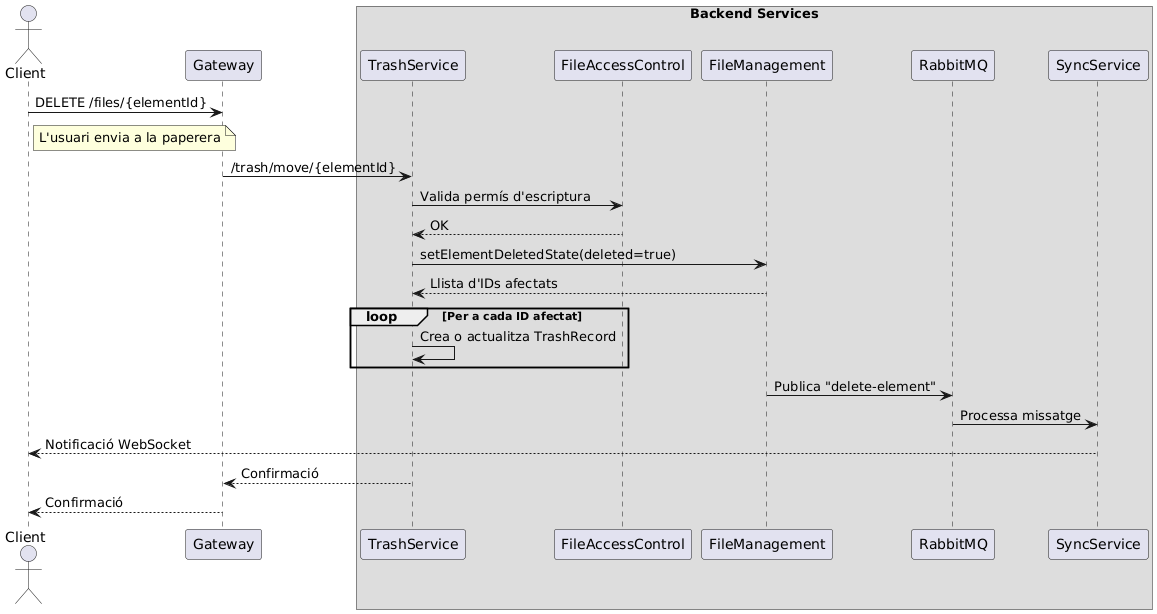 Backend Services
Client
Gateway
TrashService
FileAccessControl
FileManagement
RabbitMQ
SyncService
DELETE /files/{elementId}
L'usuari envia a la paperera
/trash/move/{elementId}
Valida permís d'escriptura
OK
setElementDeletedState(deleted=true)
Llista d'IDs afectats
loop
[Per a cada ID afectat]
Crea o actualitza TrashRecord
Publica "delete-element"
Processa missatge
Notificació WebSocket
Confirmació
Confirmació
Client
Gateway
TrashService
FileAccessControl
FileManagement
RabbitMQ
SyncService